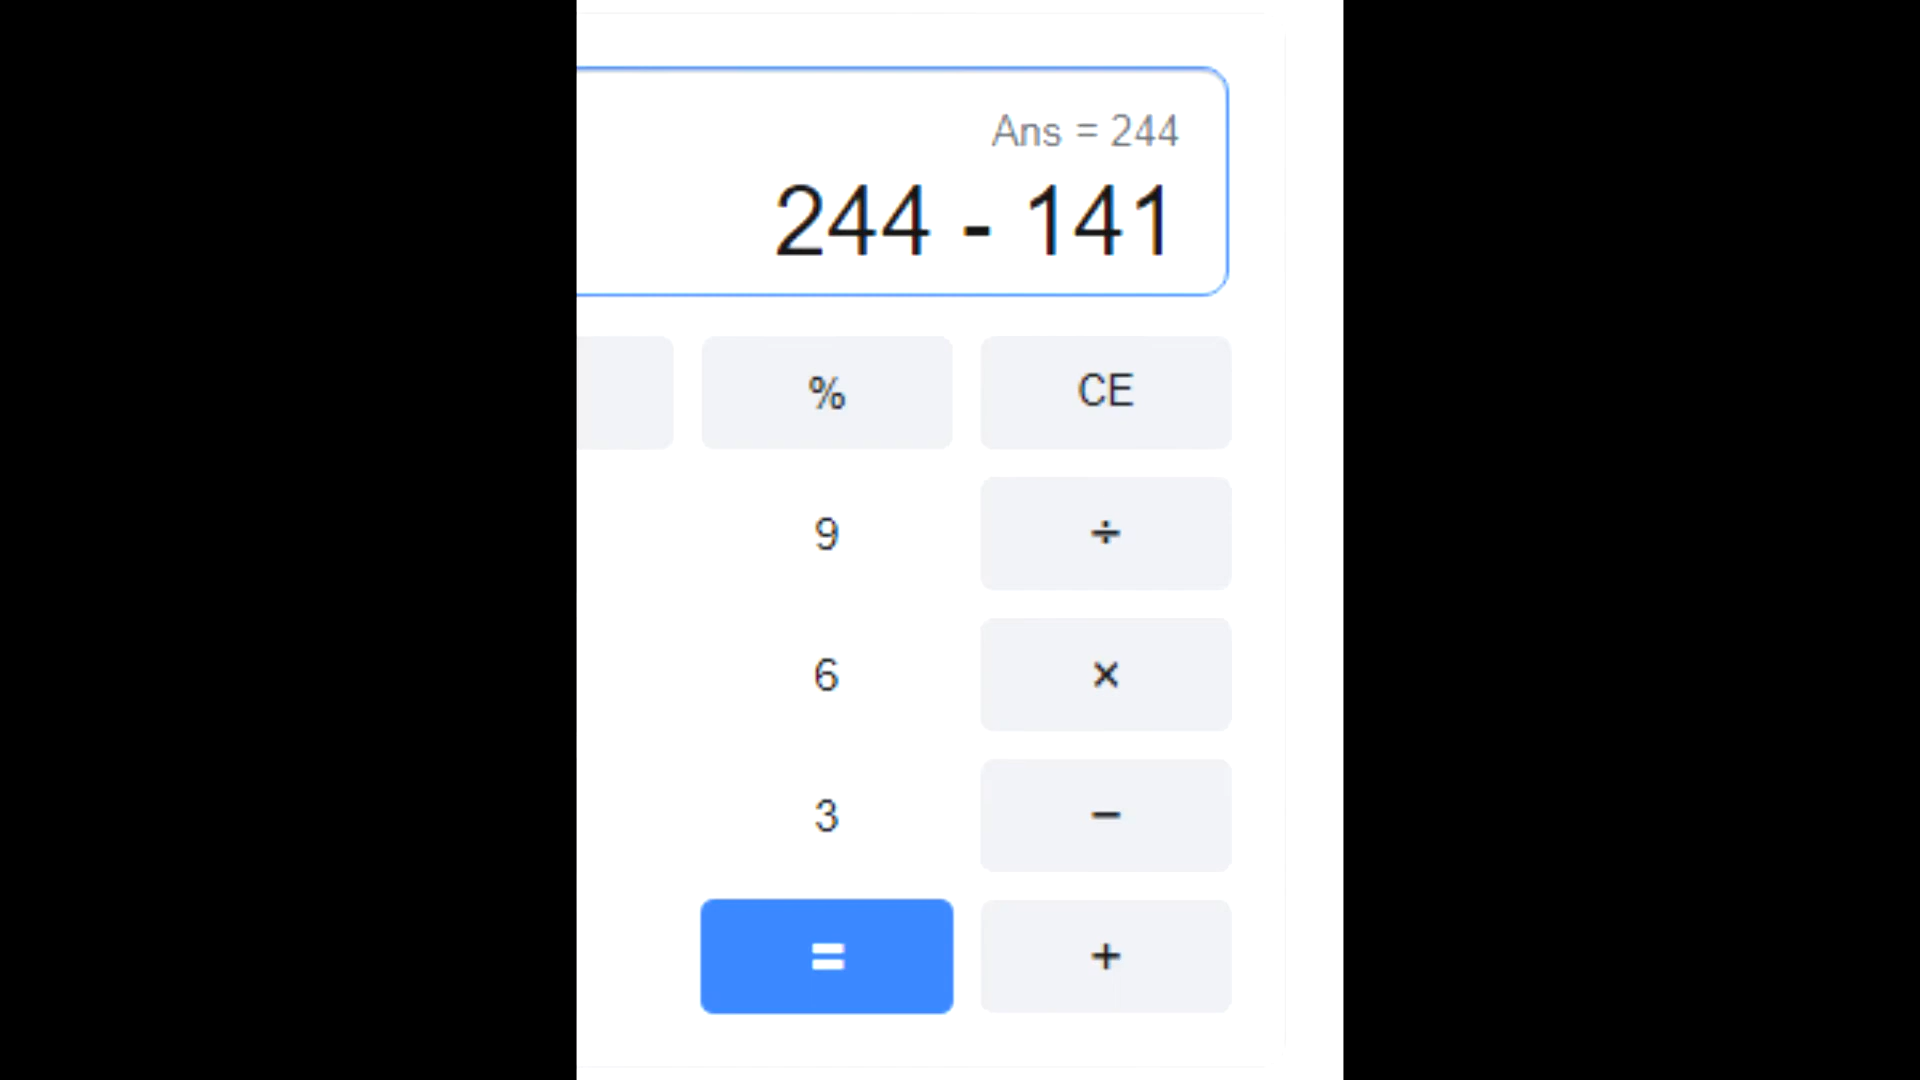 Ans = 244
244 - 141
% CE
9 ÷
6 ×
3 −
= +